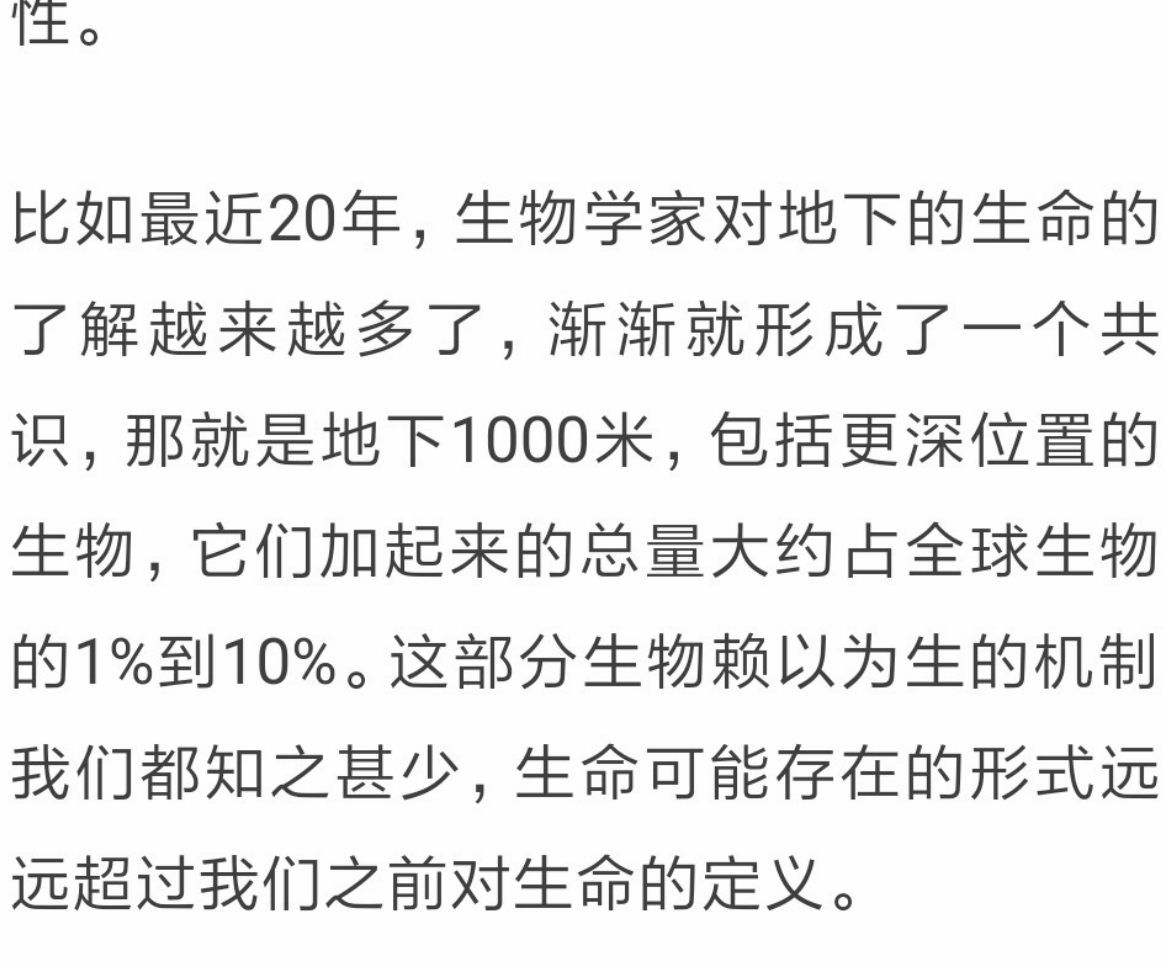 性。
比如最近20年，生物学家对地下的生命的
了解越来越多了，渐渐就形成了一个共
识，那就是地下1000米，包括更深位置的
生物，它们加起来的总量大约占全球生物
的1%到10%。这部分生物赖以为生的机制
我们都知之甚少，生命可能存在的形式远
远超过我们之前对生命的定义。